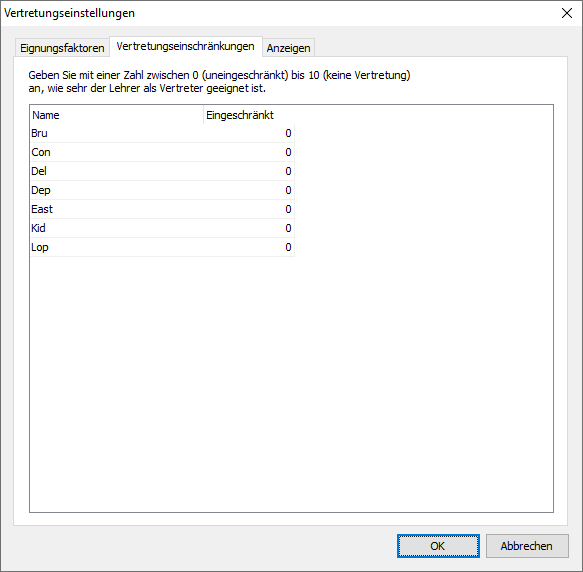 Vertretungseinstellungen
Eignungsfaktoren Vertretungseinschränkungen Anzeigen
Geben Sie mit einer Zahl zwischen 0 (uneingeschränkt) bis 10 (keine Vertretung)
an, wie sehr der Lehrer als Vertreter geeignet ist.
Name Eingeschränkt
Bru 0
Con 0
Del 0
Dep 0
East 0
Kid 0
Lop 0
OK Abbrechen